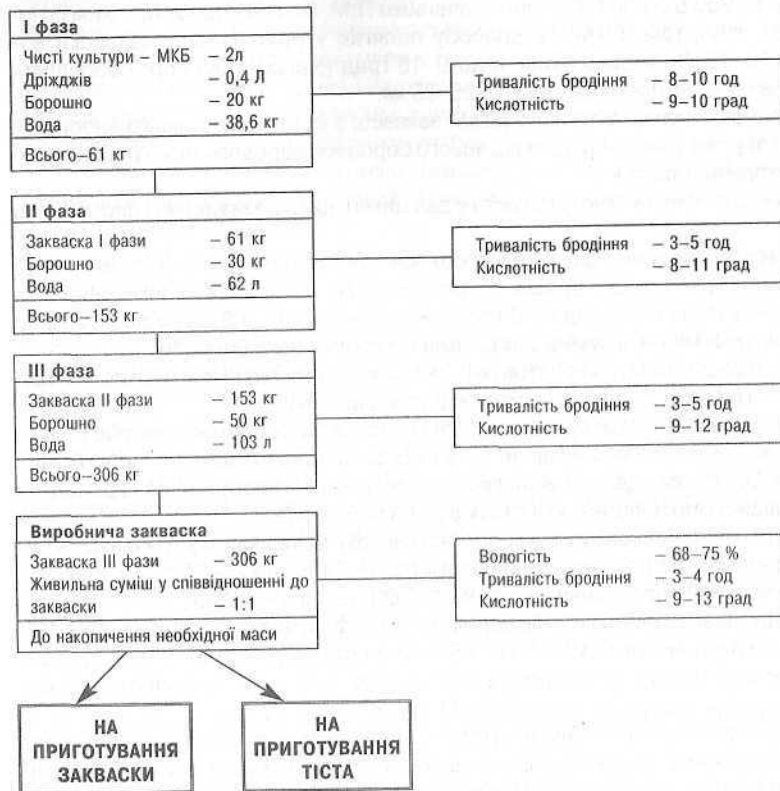 I фаза
Чисті культури – МКБ – 2л
Дріжджів – 0,4 Л
Борошно – 20 кг
Вода – 38,6 кг
Всього–61 кг
Тривалість бродіння – 8–10 год
Кислотність – 9–10 град
II фаза
Закваска I фази – 61 кг
Борошно – 30 кг
Вода – 62 л
Всього–153 кг
Тривалість бродіння – 3–5 год
Кислотність – 8–11 град
III фаза
Закваска II фази – 153 кг
Борошно – 50 кг
Вода – 103 л
Всього–306 кг
Тривалість бродіння – 3–5 год
Кислотність – 9–12 град
Виробнича закваска
Закваска III фази – 306 кг
Живильна суміш у співвідношенні до
закваски – 1:1
До накопичення необхідної маси
Вологість – 68–75 %
Тривалість бродіння – 3–4 год
Кислотність – 9–13 град
НА
ПРИГОТУВАННЯ
ЗАКВАСКИ
НА
ПРИГОТУВАННЯ
ТІСТА